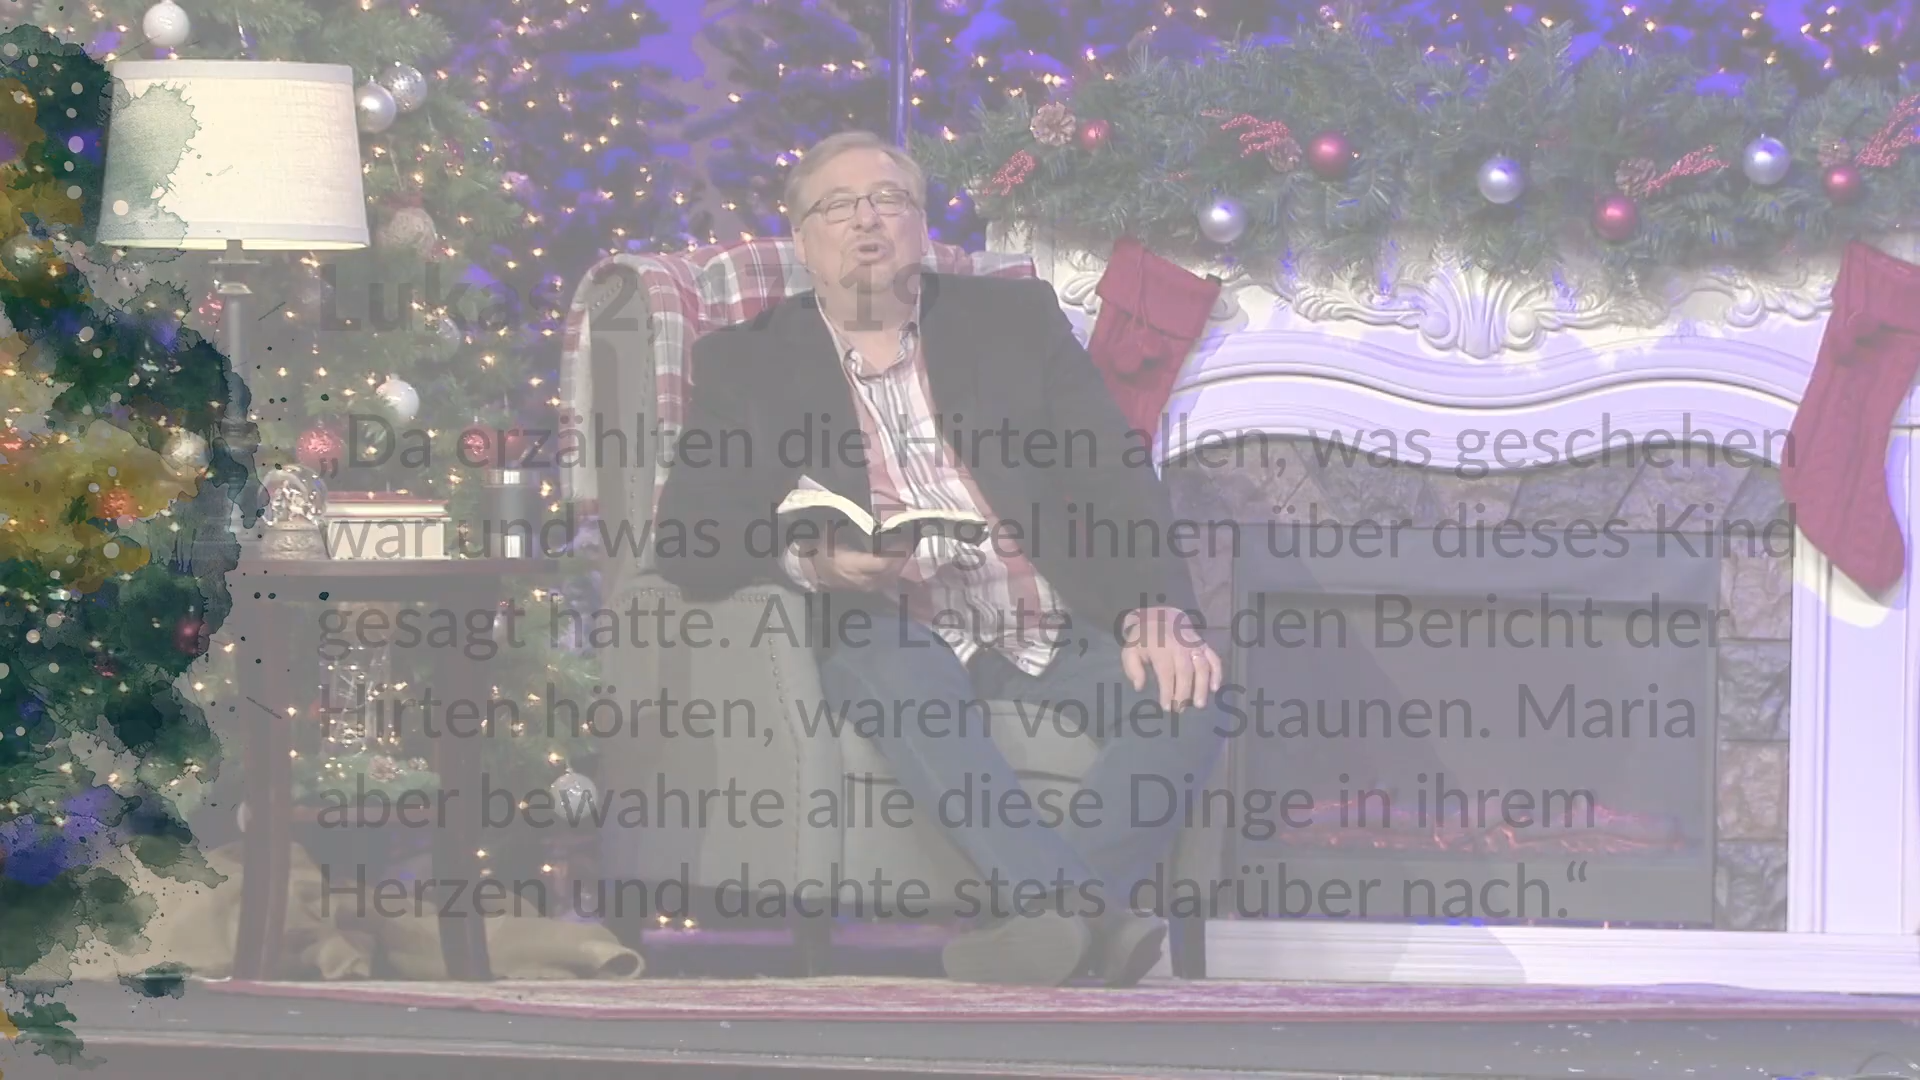 Lukas 2, 17-19
„Da erzählten die Hirten allen, was geschehen
war und was der Engel ihnen über dieses Kind
gesagt hatte. Alle Leute, die den Bericht der
Hirten hörten, waren voller Staunen. Maria
aber bewahrte alle diese Dinge in ihrem
Herzen und dachte stets darüber nach.“